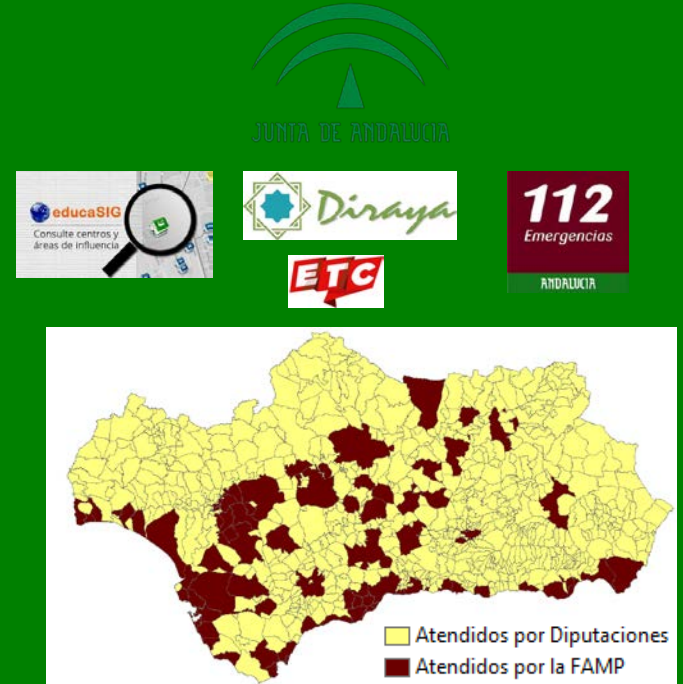 JUNTA DE ANDALUCIA
educaSIG
Consulte centros y
áreas de influencia
Diraya
112
Emergencias
ANDALUCIA
ETC
Atendidos por Diputaciones
Atendidos por la FAMP